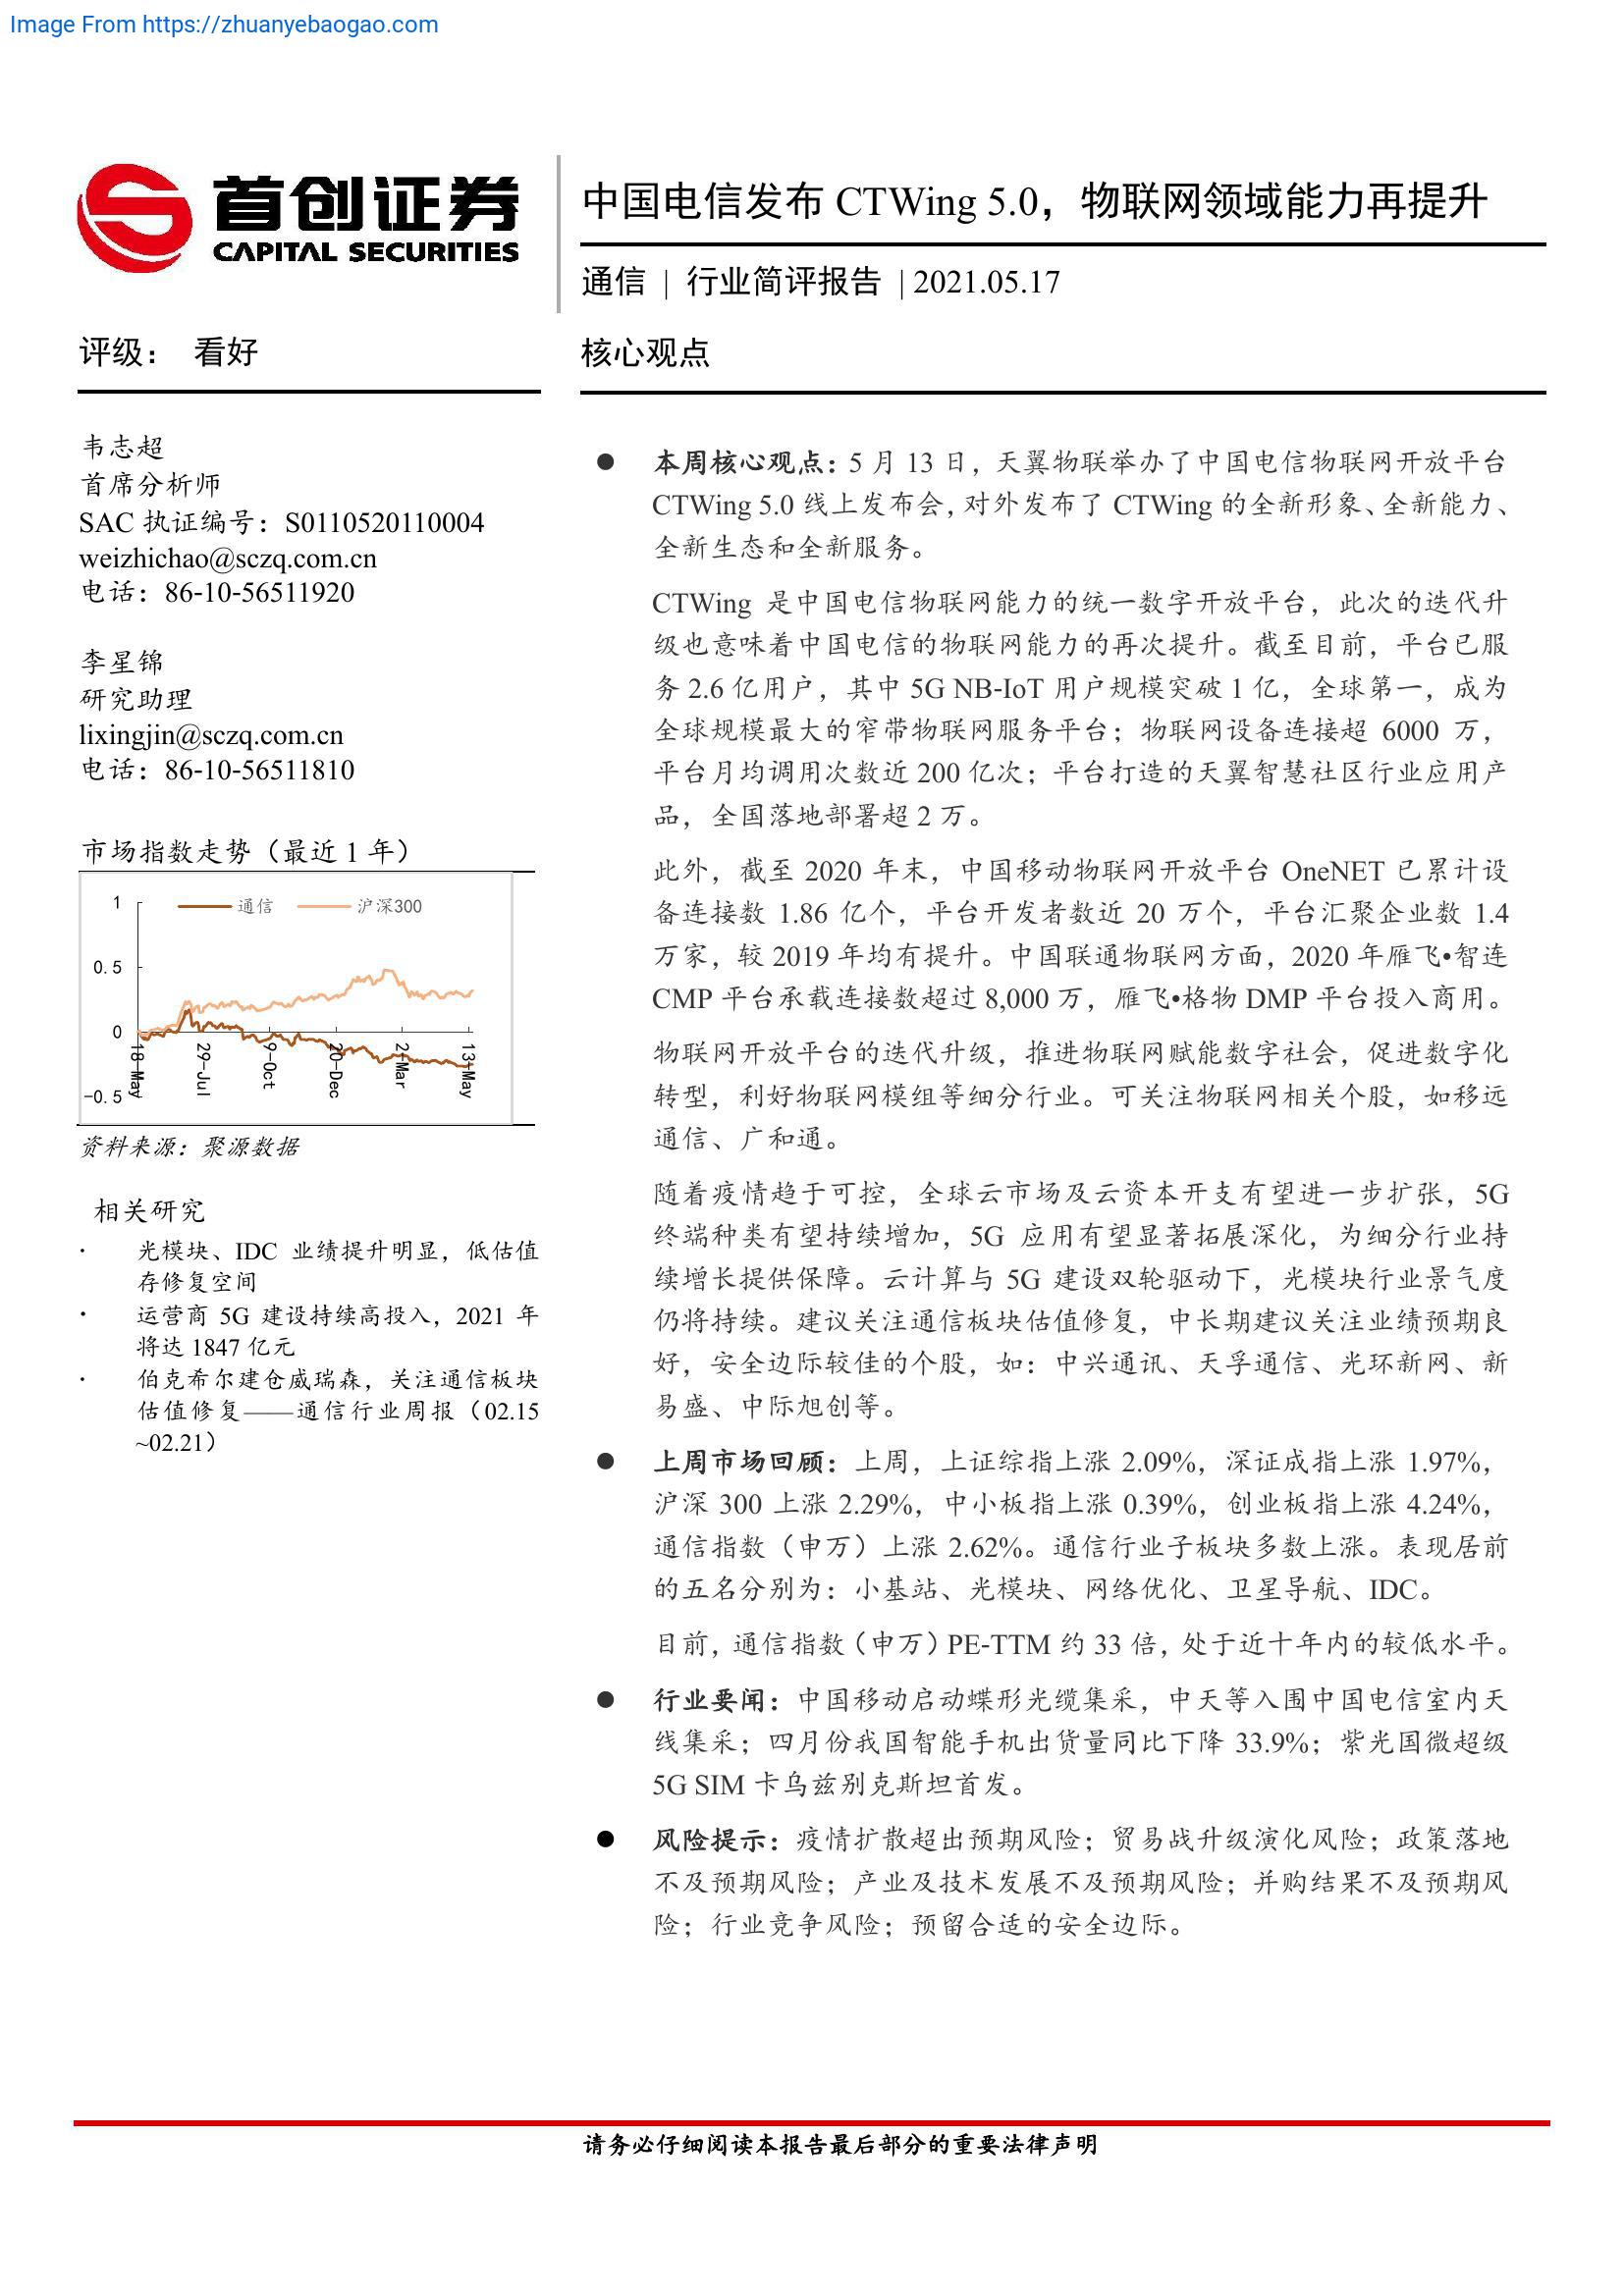 Image From https://zhuanyebaogao.com
首创证券
CAPITAL SECURITIES
中国电信发布 CTWing 5.0，物联网领域能力再提升
通信 | 行业简评报告 | 2021.05.17
评级： 看好
韦志超
首席分析师
SAC 执证编号：S0110520110004
weizhichao@sczq.com.cn
电话：86-10-56511920
李星锦
研究助理
lixingjin@sczq.com.cn
电话：86-10-56511810
市场指数走势（最近 1 年）
通信 沪深300
1
0.5
0
-0.5
18-May
29-Jul
9-Oct
20-Dec
2-Mar
13-May
资料来源：聚源数据
相关研究
· 光模块、IDC 业绩提升明显，低估值
存修复空间
· 运营商 5G 建设持续高投入，2021 年
将达 1847 亿元
· 伯克希尔建仓威瑞森，关注通信板块
估值修复——通信行业周报（02.15
~02.21）
核心观点
● 本周核心观点：5 月 13 日，天翼物联举办了中国电信物联网开放平台
CTWing 5.0 线上发布会，对外发布了 CTWing 的全新形象、全新能力、
全新生态和全新服务。
CTWing 是中国电信物联网能力的统一数字开放平台，此次的迭代升
级也意味着中国电信的物联网能力的再次提升。截至目前，平台已服
务 2.6 亿用户，其中 5G NB-IoT 用户规模突破 1 亿，全球第一，成为
全球规模最大的窄带物联网服务平台；物联网设备连接超 6000 万，
平台月均调用次数近 200 亿次；平台打造的天翼智慧社区行业应用产
品，全国落地部署超 2 万。
此外，截至 2020 年末，中国移动物联网开放平台 OneNET 已累计设
备连接数 1.86 亿个，平台开发者数近 20 万个，平台汇聚企业数 1.4
万家，较 2019 年均有提升。中国联通物联网方面，2020 年雁飞•智连
CMP 平台承载连接数超过 8,000 万，雁飞•格物 DMP 平台投入商用。
物联网开放平台的迭代升级，推进物联网赋能数字社会，促进数字化
转型，利好物联网模组等细分行业。可关注物联网相关个股，如移远
通信、广和通。
随着疫情趋于可控，全球云市场及云资本开支有望进一步扩张，5G
终端种类有望持续增加，5G 应用有望显著拓展深化，为细分行业持
续增长提供保障。云计算与 5G 建设双轮驱动下，光模块行业景气度
仍将持续。建议关注通信板块估值修复，中长期建议关注业绩预期良
好，安全边际较佳的个股，如：中兴通讯、天孚通信、光环新网、新
易盛、中际旭创等。
● 上周市场回顾：上周，上证综指上涨 2.09%，深证成指上涨 1.97%，
沪深 300 上涨 2.29%，中小板指上涨 0.39%，创业板指上涨 4.24%，
通信指数（申万）上涨 2.62%。通信行业子板块多数上涨。表现居前
的五名分别为：小基站、光模块、网络优化、卫星导航、IDC。
目前，通信指数（申万）PE-TTM 约 33 倍，处于近十年内的较低水平。
● 行业要闻：中国移动启动蝶形光缆集采，中天等入围中国电信室内天
线集采；四月份我国智能手机出货量同比下降 33.9%；紫光国微超级
5G SIM 卡乌兹别克斯坦首发。
● 风险提示：疫情扩散超出预期风险；贸易战升级演化风险；政策落地
不及预期风险；产业及技术发展不及预期风险；并购结果不及预期风
险；行业竞争风险；预留合适的安全边际。
请务必仔细阅读本报告最后部分的重要法律声明